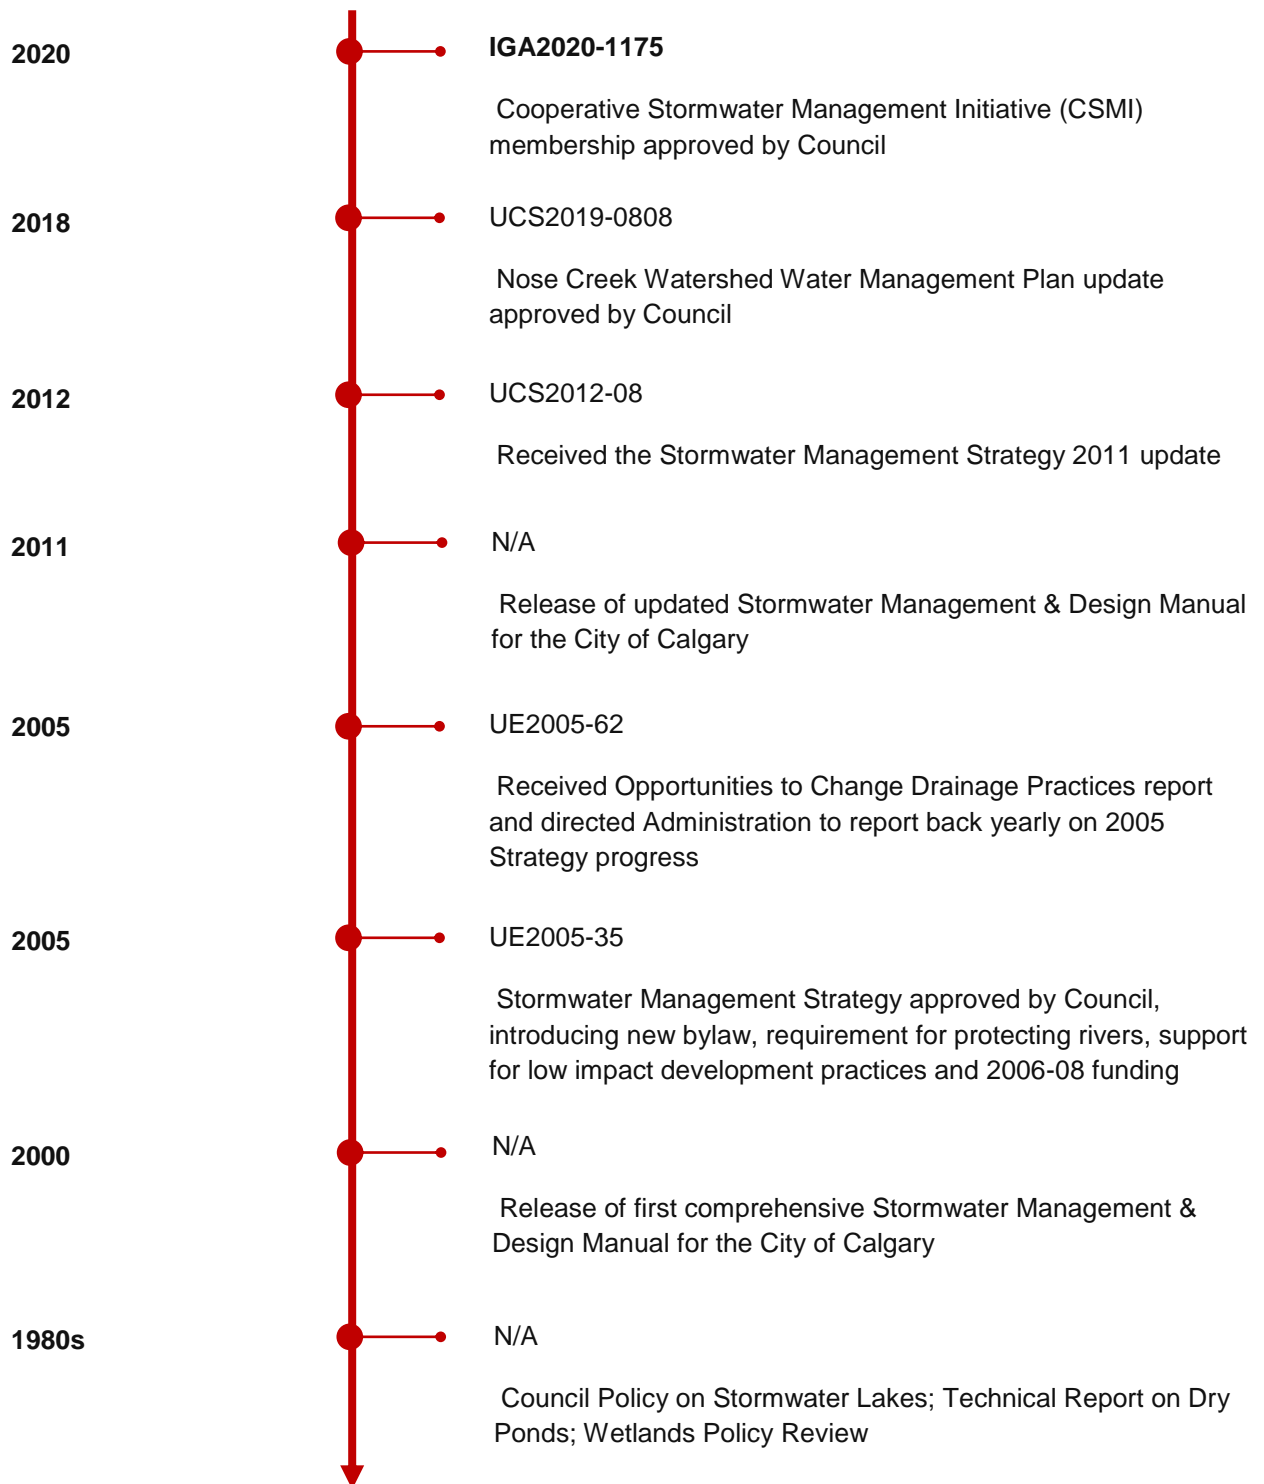 2020
IGA2020-1175
Cooperative Stormwater Management Initiative (CSMI)
membership approved by Council
2018
UCS2019-0808
Nose Creek Watershed Water Management Plan update
approved by Council
2012
UCS2012-08
Received the Stormwater Management Strategy 2011 update
2011
N/A
Release of updated Stormwater Management & Design Manual
for the City of Calgary
2005
UE2005-62
Received Opportunities to Change Drainage Practices report
and directed Administration to report back yearly on 2005
Strategy progress
2005
UE2005-35
Stormwater Management Strategy approved by Council,
introducing new bylaw, requirement for protecting rivers, support
for low impact development practices and 2006-08 funding
2000
N/A
Release of first comprehensive Stormwater Management &
Design Manual for the City of Calgary
1980s
N/A
Council Policy on Stormwater Lakes; Technical Report on Dry
Ponds; Wetlands Policy Review